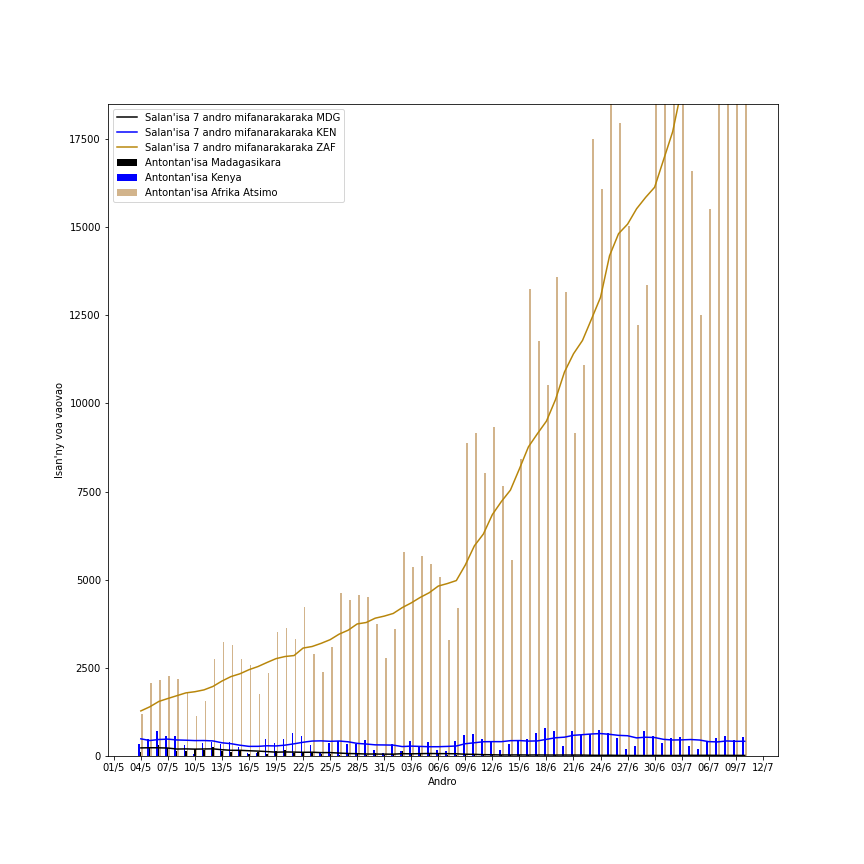 Salan'isa 7 andro mifanarakaraka MDG
Salan'isa 7 andro mifanarakaraka KEN
Salan'isa 7 andro mifanarakaraka ZAF
Antontan'isa Madagasikara
Antontan'isa Kenya
Antontan'isa Afrika Atsimo
17500
15000
12500
10000
7500
5000
2500
0
Isan'ny voa vaovao
01/5 04/5 07/5 10/5 13/5 16/5 19/5 22/5 25/5 28/5 31/5 03/6 06/6 09/6 12/6 15/6 18/6 21/6 24/6 27/6 30/6 03/7 06/7 09/7 12/7
Andro